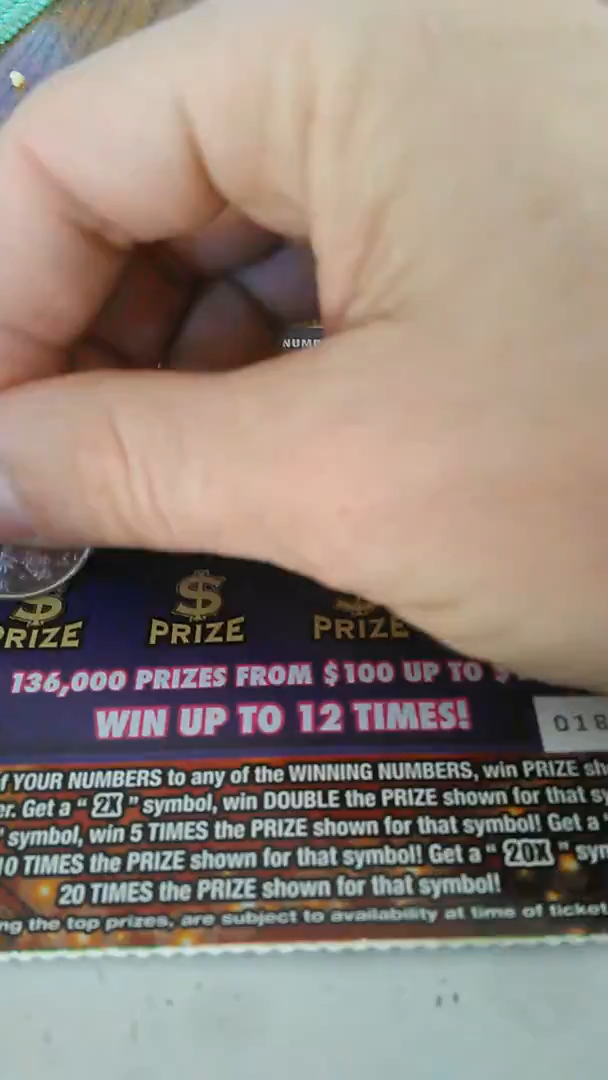 PRIZE PRIZE
136,000 PRIZES FROM $100 UP TO
WIN UP TO 12 TIMES!
018
YOUR NUMBERS to any of the WINNING NUMBERS, win PRIZE
Get a "2X" symbol, win DOUBLE the PRIZE shown for that
symbol, win 5 TIMES the PRIZE shown for that symbol! Get a "
TIMES the PRIZE shown for that symbol! Get a "20X"
20 TIMES the PRIZE shown for that symbol!
the top prizes, are subject to availability at time of ticket